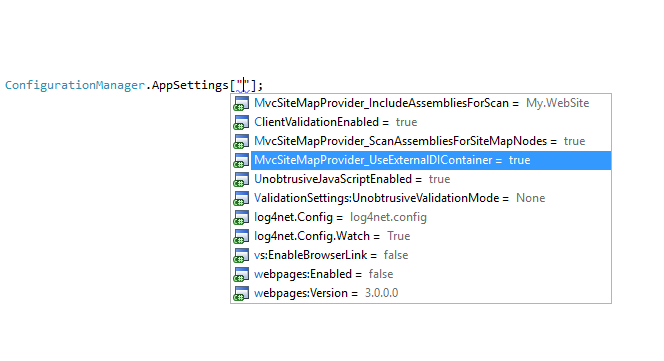 ConfigurationManager.AppSettings[""];
MvcSiteMapProvider_IncludeAssembliesForScan = My.WebSite
ClientValidationEnabled = true
MvcSiteMapProvider_ScanAssembliesForSiteMapNodes = true
MvcSiteMapProvider_UseExternalDIContainer = true
UnobtrusiveJavaScriptEnabled = true
ValidationSettings:UnobtrusiveValidationMode = None
log4net.Config = log4net.config
log4net.Config.Watch = True
vs:EnableBrowserLink = false
webpages:Enabled = false
webpages:Version = 3.0.0.0